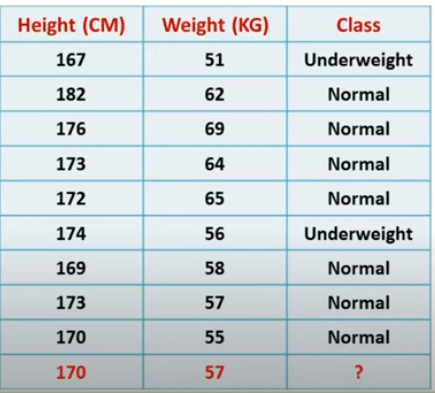 Height (CM) Weight (KG) Class
167 51 Underweight
182 62 Normal
176 69 Normal
173 64 Normal
172 65 Normal
174 56 Underweight
169 58 Normal
173 57 Normal
170 55 Normal
170 57 ?